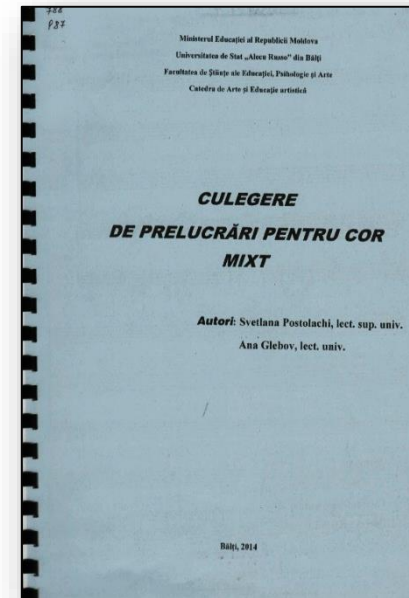 P87
Ministerul Educației al Republicii Moldova
Universitatea de Stat „Alecu Russo” din Bălți
Facultatea de Științe ale Educației, Psihologie și Arte
Catedra de Arte și Educație artistică
CULEGERE
DE PRELUCRĂRI PENTRU COR
MIXT
Autori: Svetlana Postolachi, lect. sup. univ.
Ana Glebov, lect. univ.
Bălți, 2014